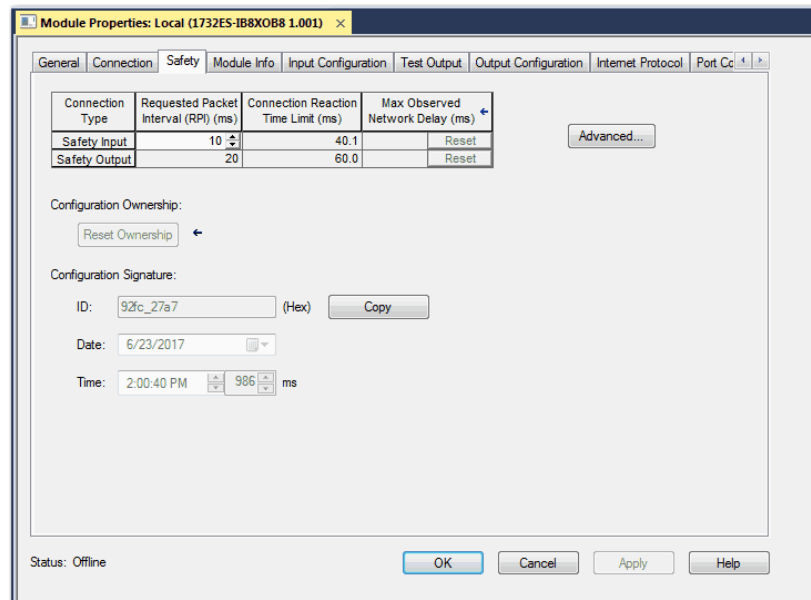 Module Properties: Local (1732ES-IB8XOB8 1.001) ×
General Connection Safety Module Info Input Configuration Test Output Output Configuration Internet Protocol Port Cc
Connection Type Requested Packet Interval (RPI) (ms) Connection Reaction Time Limit (ms) Max Observed Network Delay (ms)
Safety Input 10 40.1 Reset
Safety Output 20 60.0 Reset
Advanced...
Configuration Ownership:
Reset Ownership
Configuration Signature:
ID: 92fc_27a7 (Hex) Copy
Date: 6/23/2017
Time: 2:00:40 PM 986 ms
Status: Offline OK Cancel Apply Help